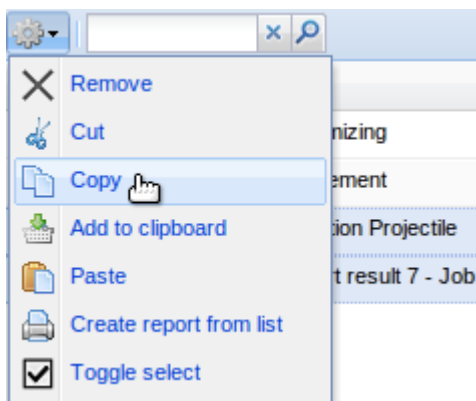 Remove
Cut
nizing
Copy
ement
Add to clipboard
ion Projectile
Paste
t result 7 - Job
Create report from list
Toggle select